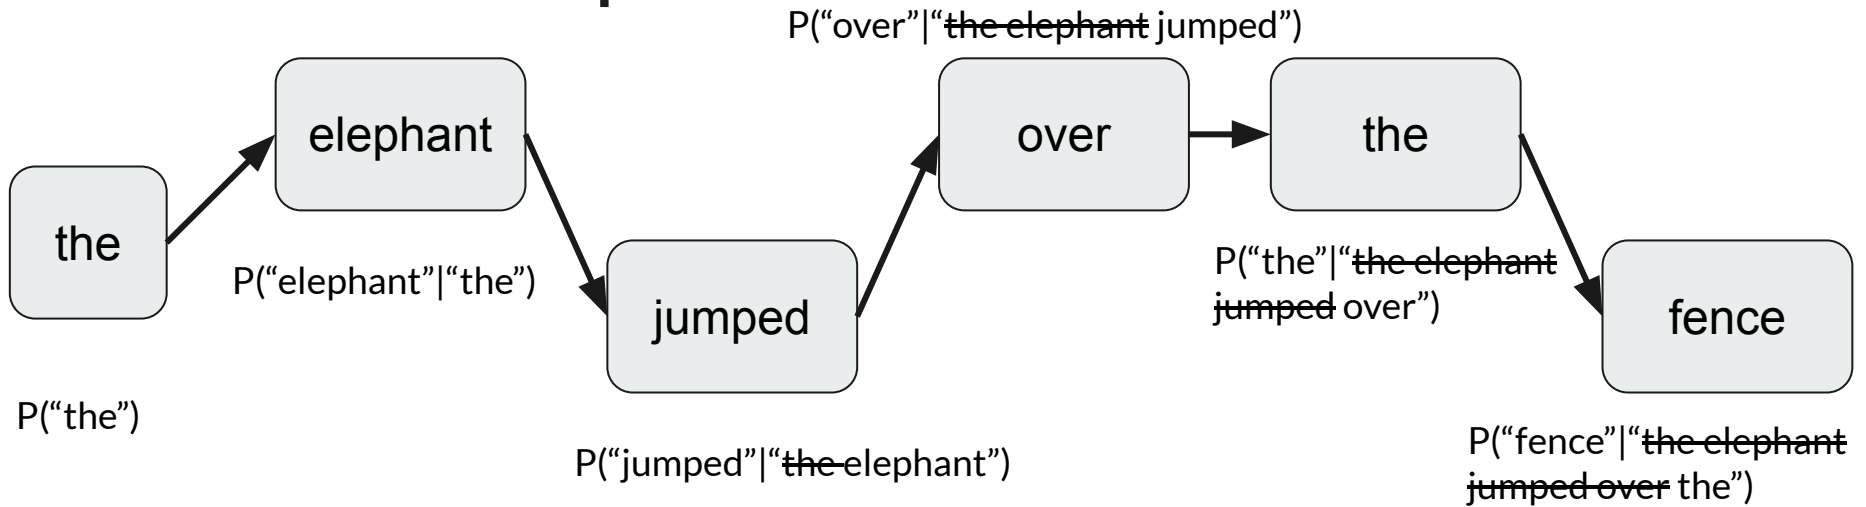 P(“over”|“the elephant jumped”)
elephant
over
the
the
P(“elephant”|“the”)
P(“the”|“the elephant
jumped over”)
jumped
fence
P(“the”)
P(“jumped”|“the elephant”)
P(“fence”|“the elephant
jumped over the”)